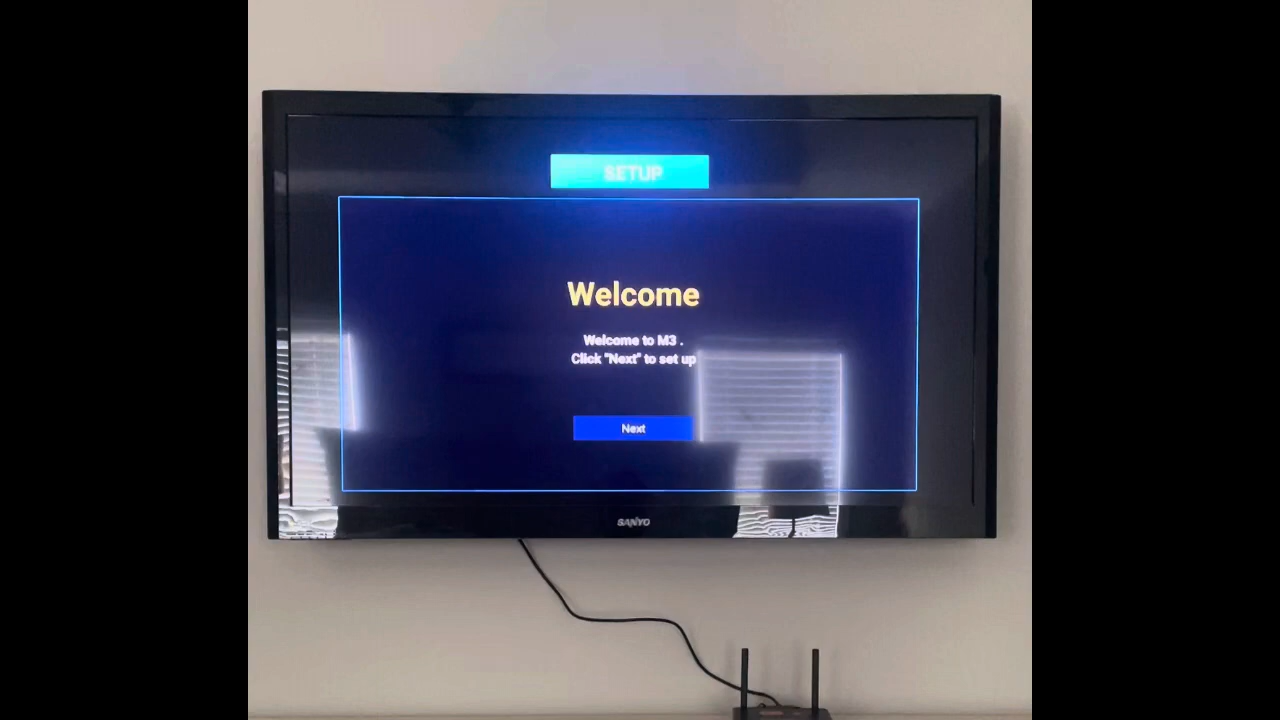 SETUP
Welcome
Welcome to M3 .
Click "Next" to set up
Next
SANYO